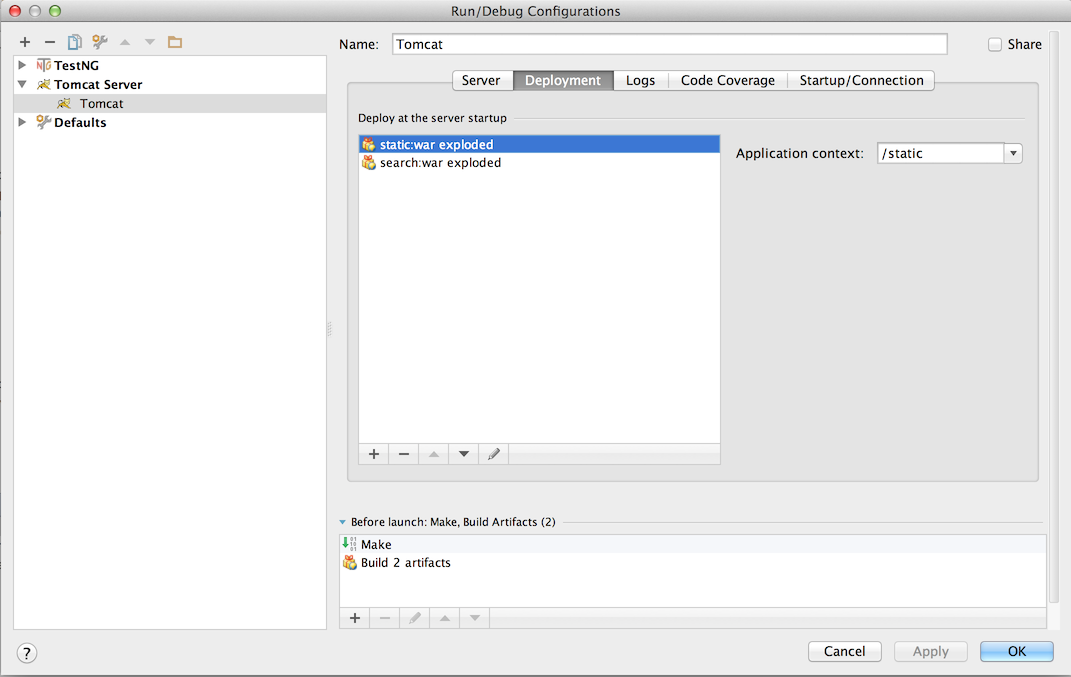 Run/Debug Configurations
Name: Tomcat Share
TestNG
Tomcat Server
Tomcat
Defaults
Server Deployment Logs Code Coverage Startup/Connection
Deploy at the server startup
static:war exploded
search:war exploded
Application context: /static
Before launch: Make, Build Artifacts (2)
Make
Build 2 artifacts
? Cancel Apply OK